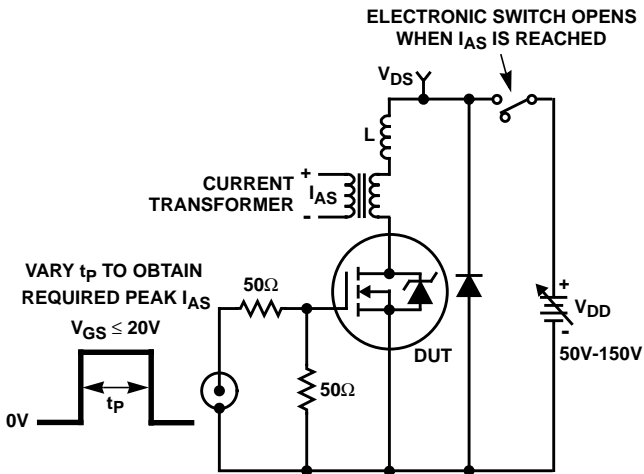 ELECTRONIC SWITCH OPENS
WHEN IAS IS REACHED
VDS
L
+
CURRENT
TRANSFORMER
IAS
-
VARY tP TO OBTAIN
REQUIRED PEAK IAS
50Ω
VGS ≤ 20V
DUT
+
VDD
-
50V-150V
50Ω
0V
tP